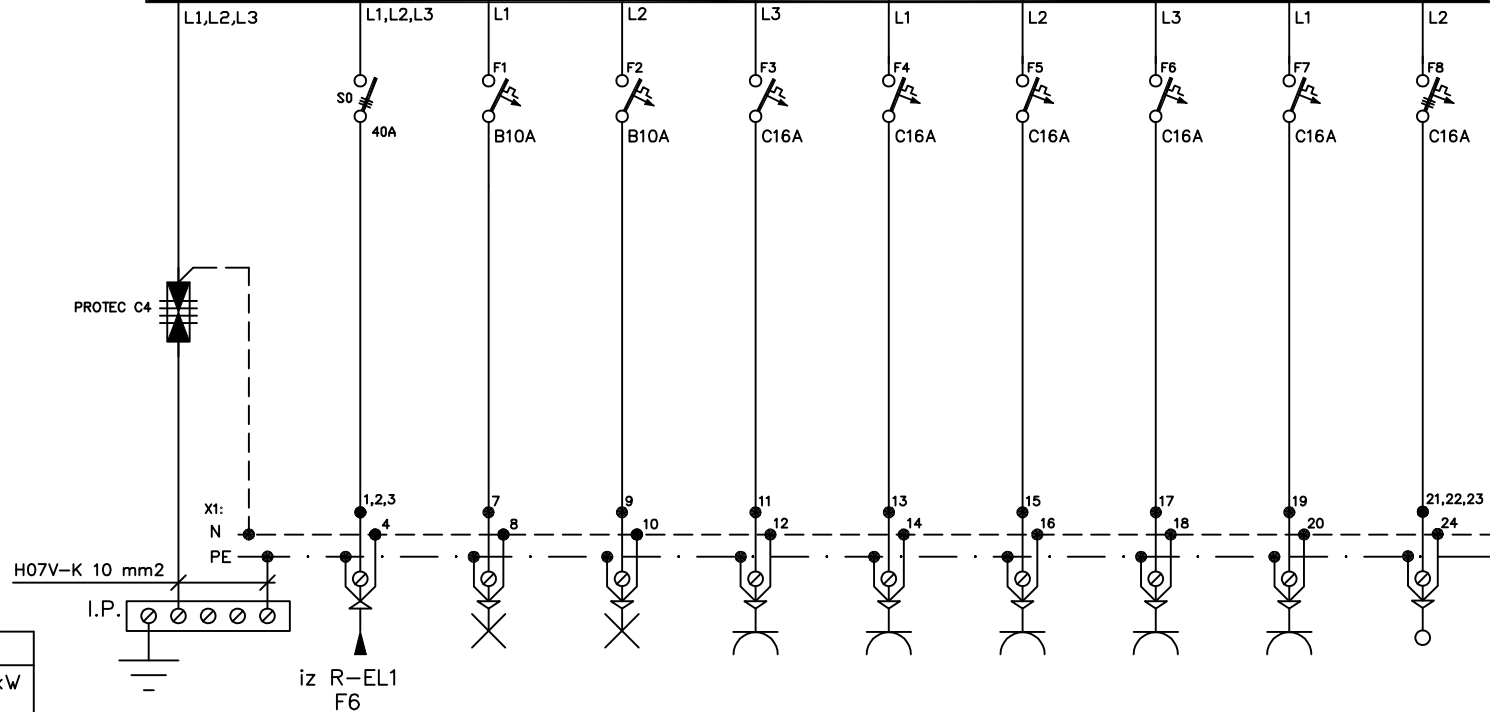 L1,L2,L3 L1,L2,L3 L1 L2 L3 L1 L2 L3 L1 L2
F1 F2 F3 F4 F5 F6 F7 F8
S0
40A B10A B10A C16A C16A C16A C16A C16A C16A
PROTEC C4
1,2,3 7 9 11 13 15 17 19 21,22,23
X1:
N 4 8 10 12 14 16 18 20 24
PE
H07V-K 10 mm2
I.P.
iz R-EL1
F6
W